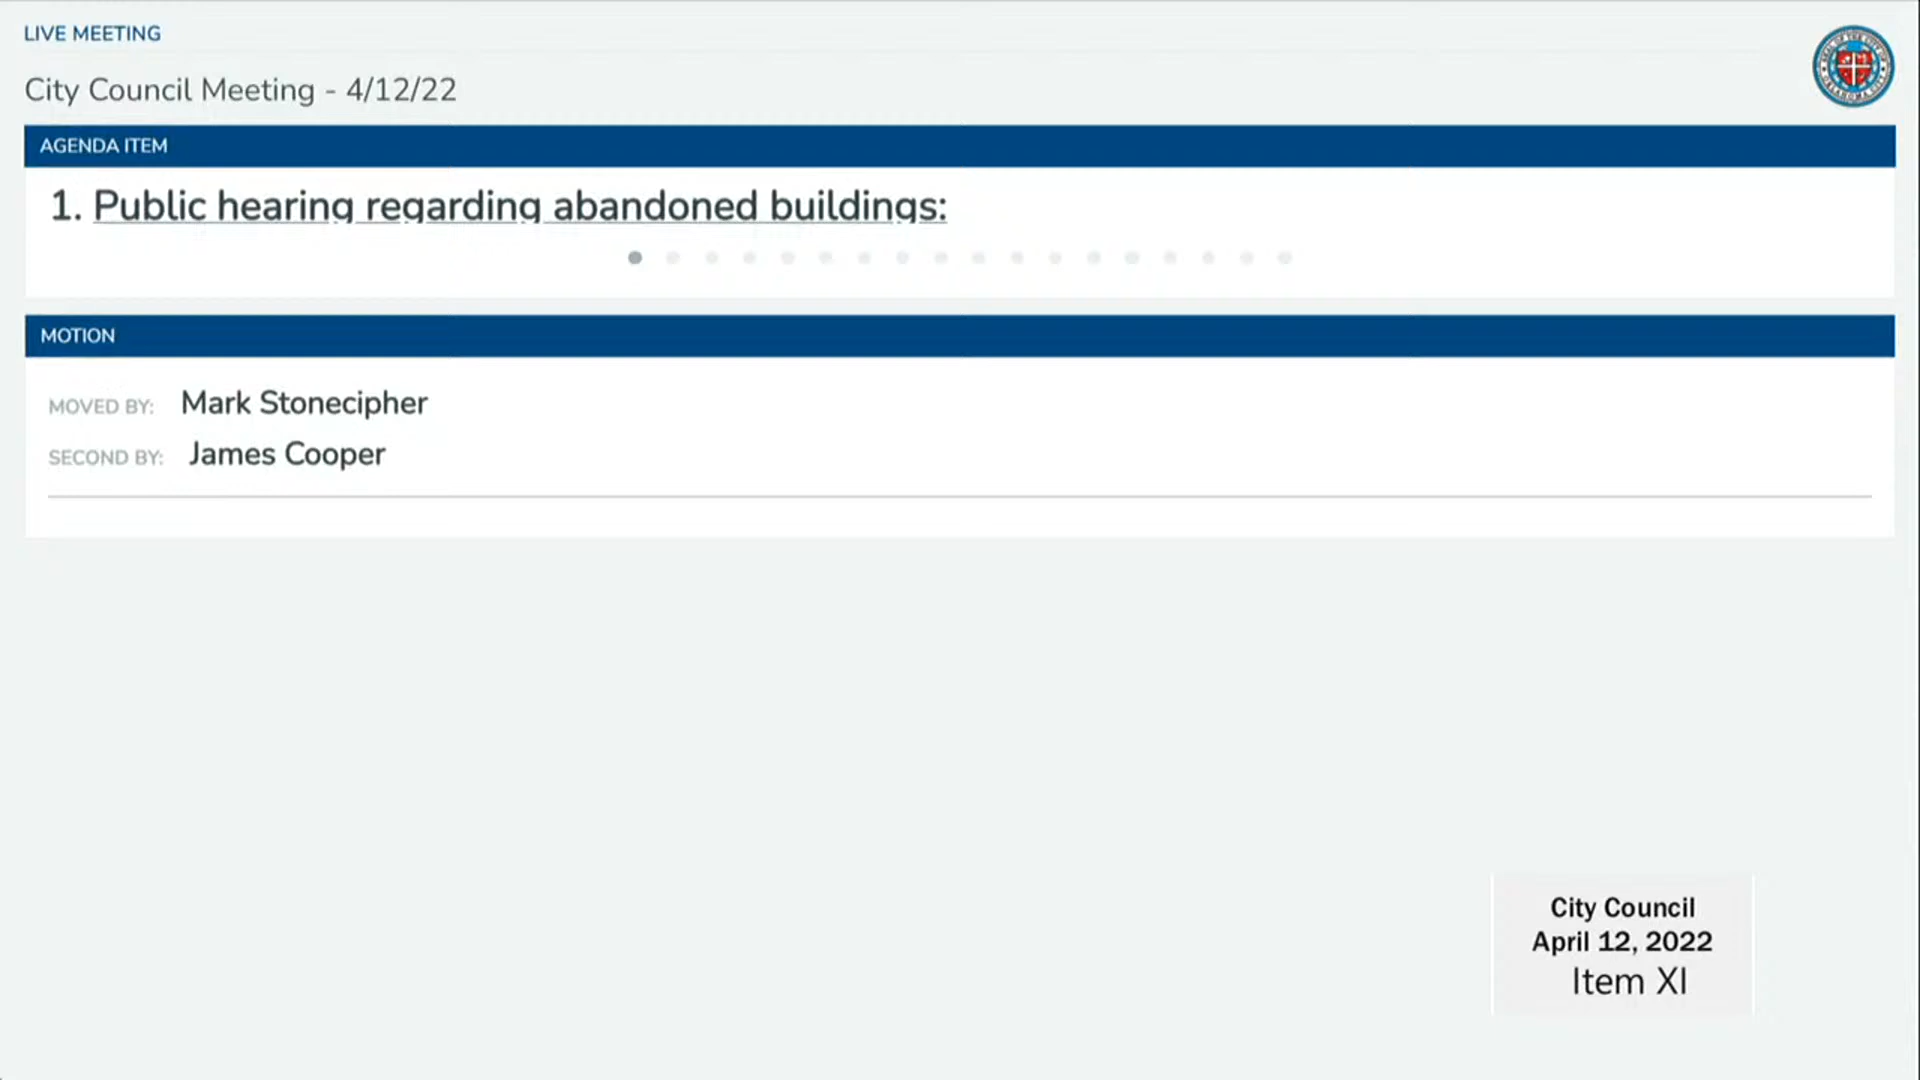 LIVE MEETING
City Council Meeting - 4/12/22
AGENDA ITEM
1. Public hearing regarding abandoned buildings:
MOTION
MOVED BY: Mark Stonecipher
SECOND BY: James Cooper
City Council
April 12, 2022
Item XI